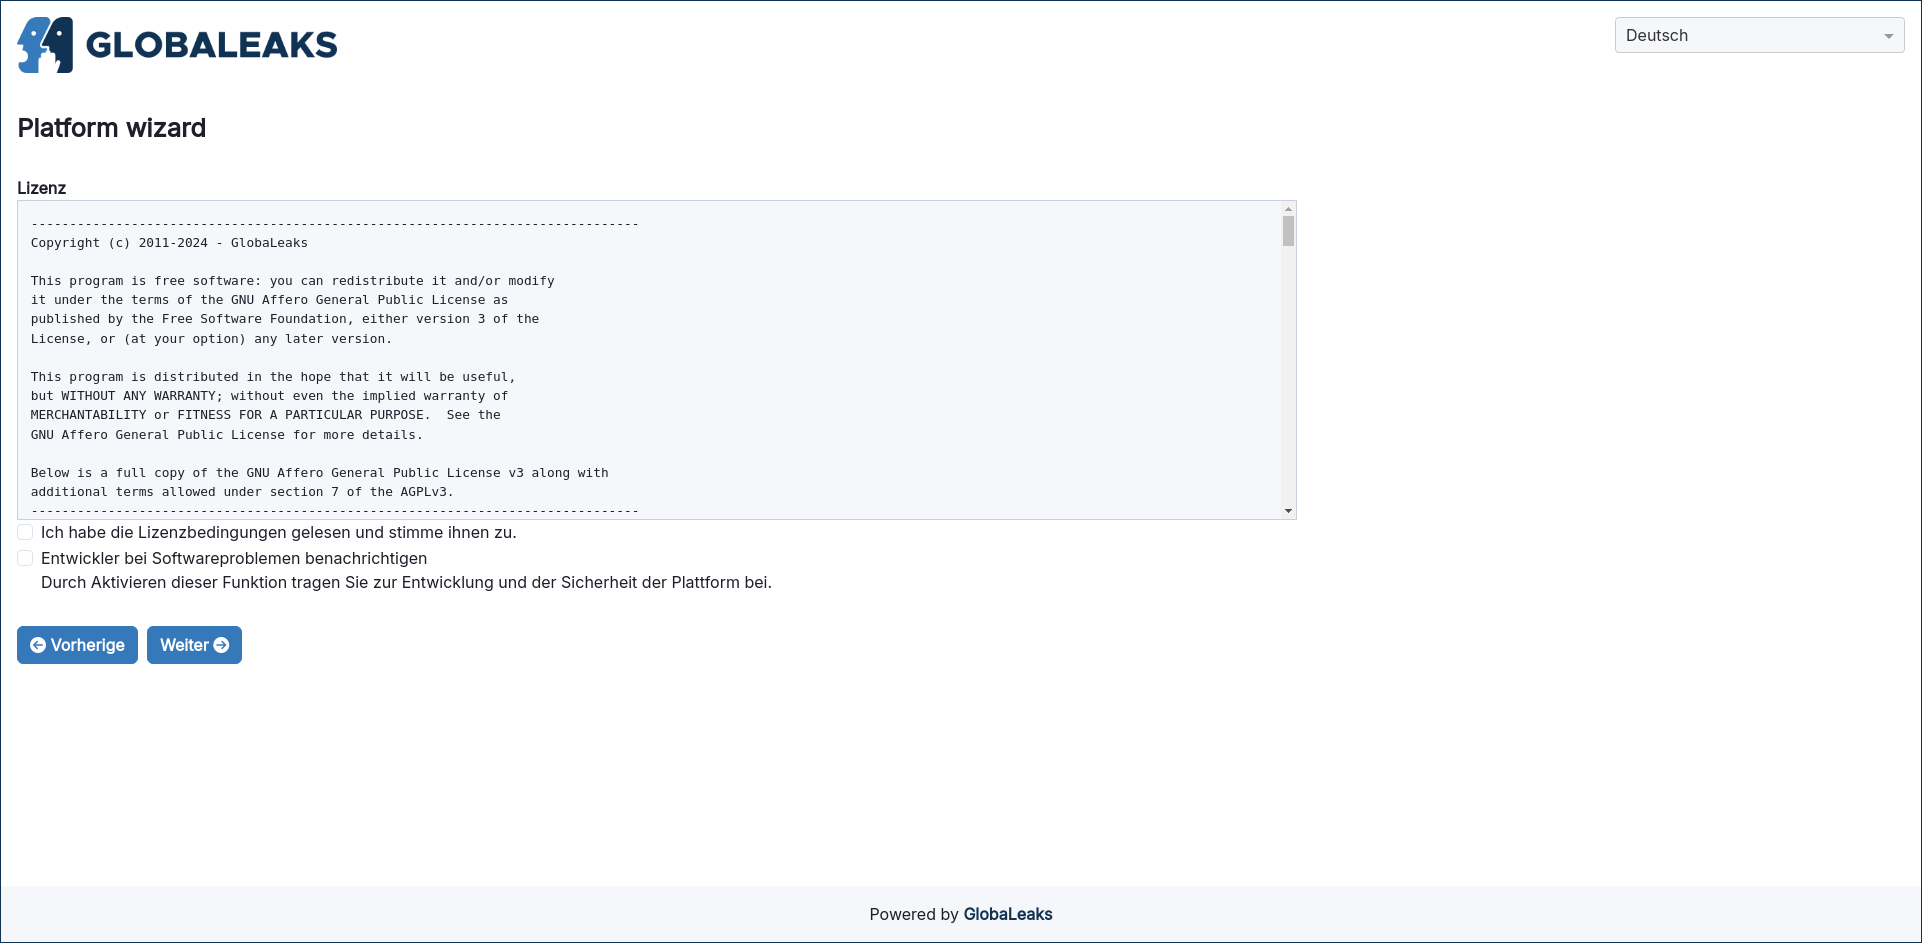 GLOBALEAKS
Deutsch
Platform wizard
Lizenz
-------------------------------------------------------------------------------
Copyright (c) 2011-2024 - GlobaLeaks
This program is free software: you can redistribute it and/or modify
it under the terms of the GNU Affero General Public License as
published by the Free Software Foundation, either version 3 of the
License, or (at your option) any later version.
This program is distributed in the hope that it will be useful,
but WITHOUT ANY WARRANTY; without even the implied warranty of
MERCHANTABILITY or FITNESS FOR A PARTICULAR PURPOSE.  See the
GNU Affero General Public License for more details.
Below is a full copy of the GNU Affero General Public License v3 along with
additional terms allowed under section 7 of the AGPLv3.
-------------------------------------------------------------------------------
Ich habe die Lizenzbedingungen gelesen und stimme ihnen zu.
Entwickler bei Softwareproblemen benachrichtigen
Durch Aktivieren dieser Funktion tragen Sie zur Entwicklung und der Sicherheit der Plattform bei.
Vorherige Weiter
Powered by GlobaLeaks